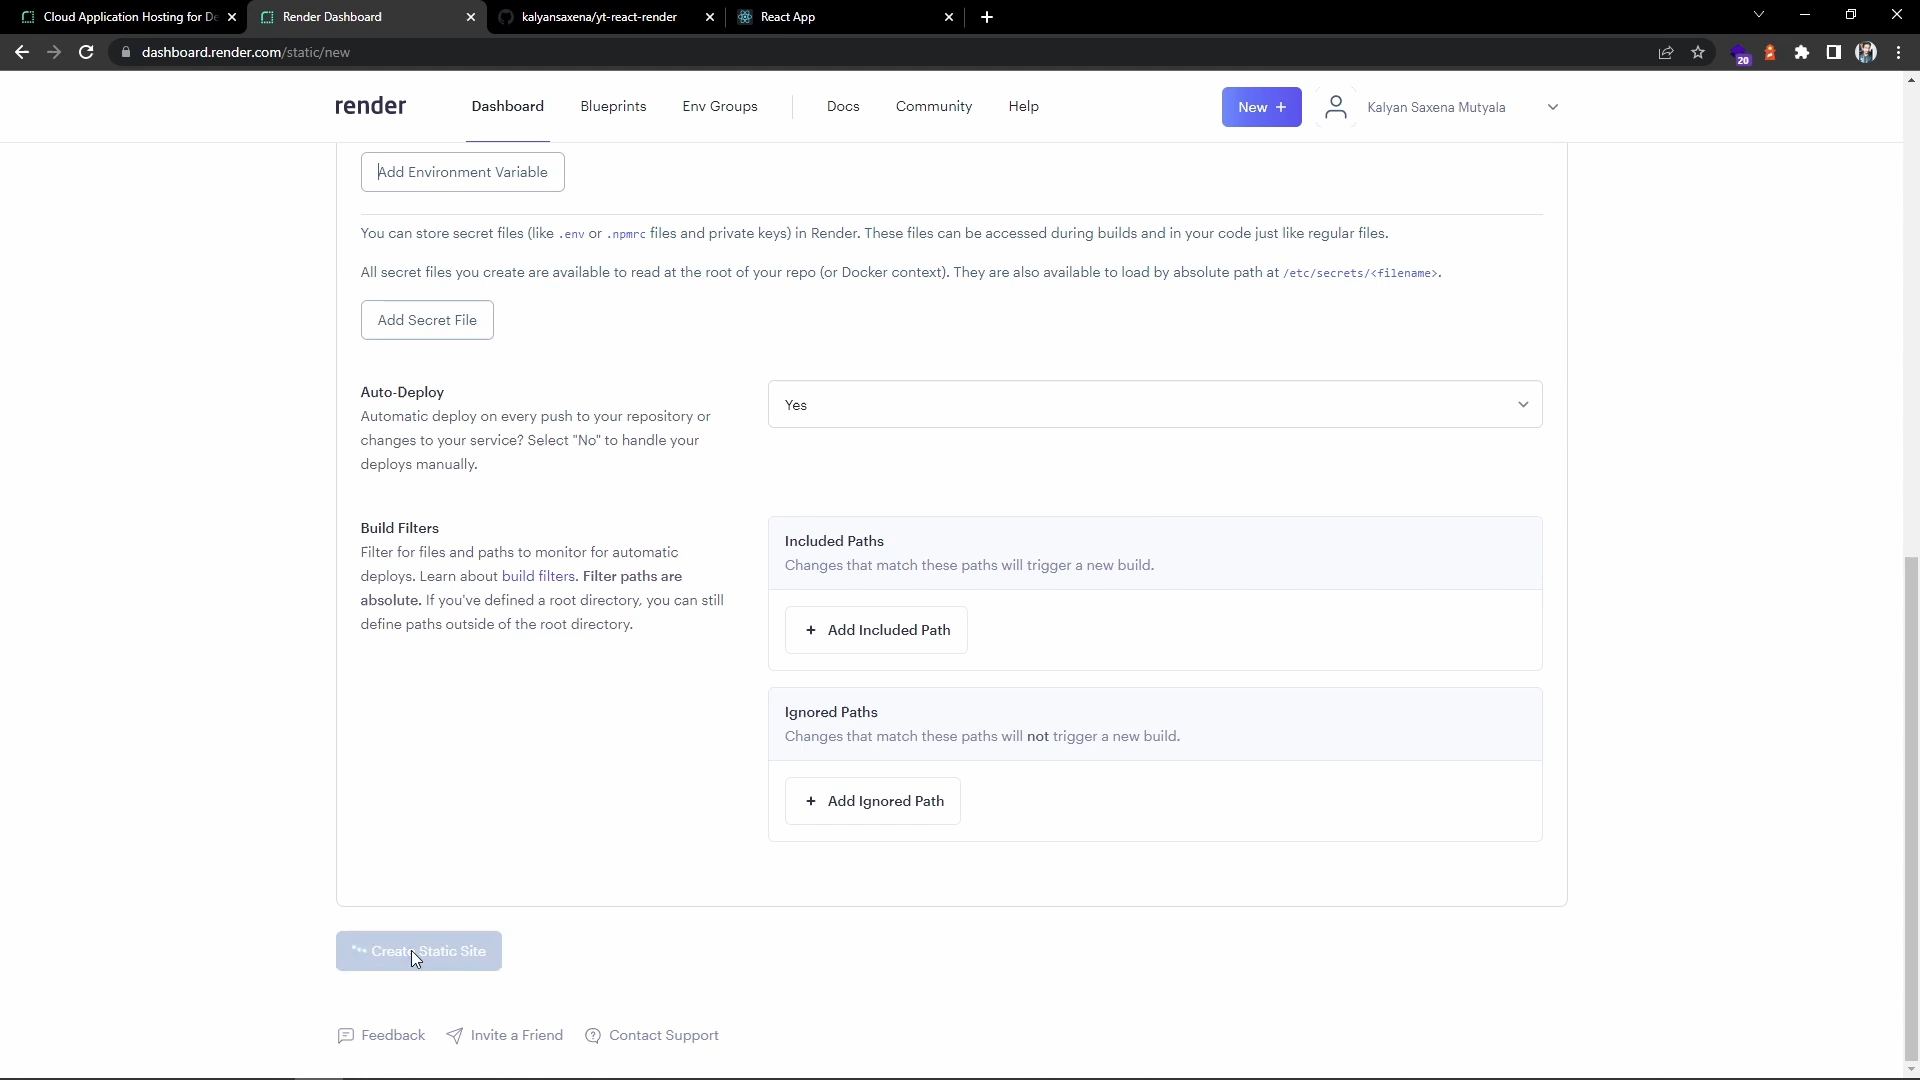 Cloud Application Hosting for De
Render Dashboard
kalyansaxena/yt-react-render
React App
dashboard.render.com/static/new
20
render
Dashboard
Blueprints
Env Groups
Docs
Community
Help
New +
Kalyan Saxena Mutyala
Add Environment Variable
You can store secret files (like .env or .npmrc files and private keys) in Render. These files can be accessed during builds and in your code just like regular files.
All secret files you create are available to read at the root of your repo (or Docker context). They are also available to load by absolute path at /etc/secrets/<filename>.
Add Secret File
Auto-Deploy
Automatic deploy on every push to your repository or
changes to your service? Select "No" to handle your
deploys manually.
Yes
Build Filters
Filter for files and paths to monitor for automatic
deploys. Learn about build filters. Filter paths are
absolute. If you've defined a root directory, you can still
define paths outside of the root directory.
Included Paths
Changes that match these paths will trigger a new build.
+ Add Included Path
Ignored Paths
Changes that match these paths will not trigger a new build.
+ Add Ignored Path
Create Static Site
Feedback
Invite a Friend
Contact Support